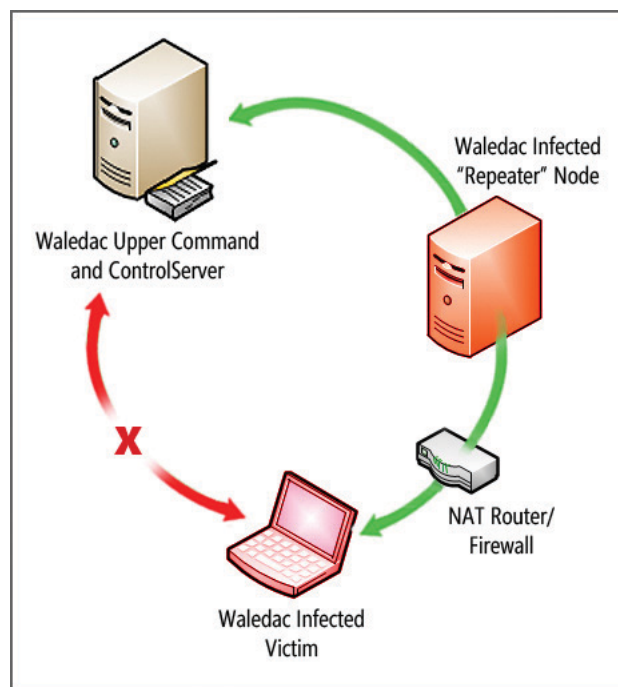 Waledac Infected
"Repeater" Node
Waledac Upper Command
and ControlServer
X
NAT Router/
Firewall
Waledac Infected
Victim